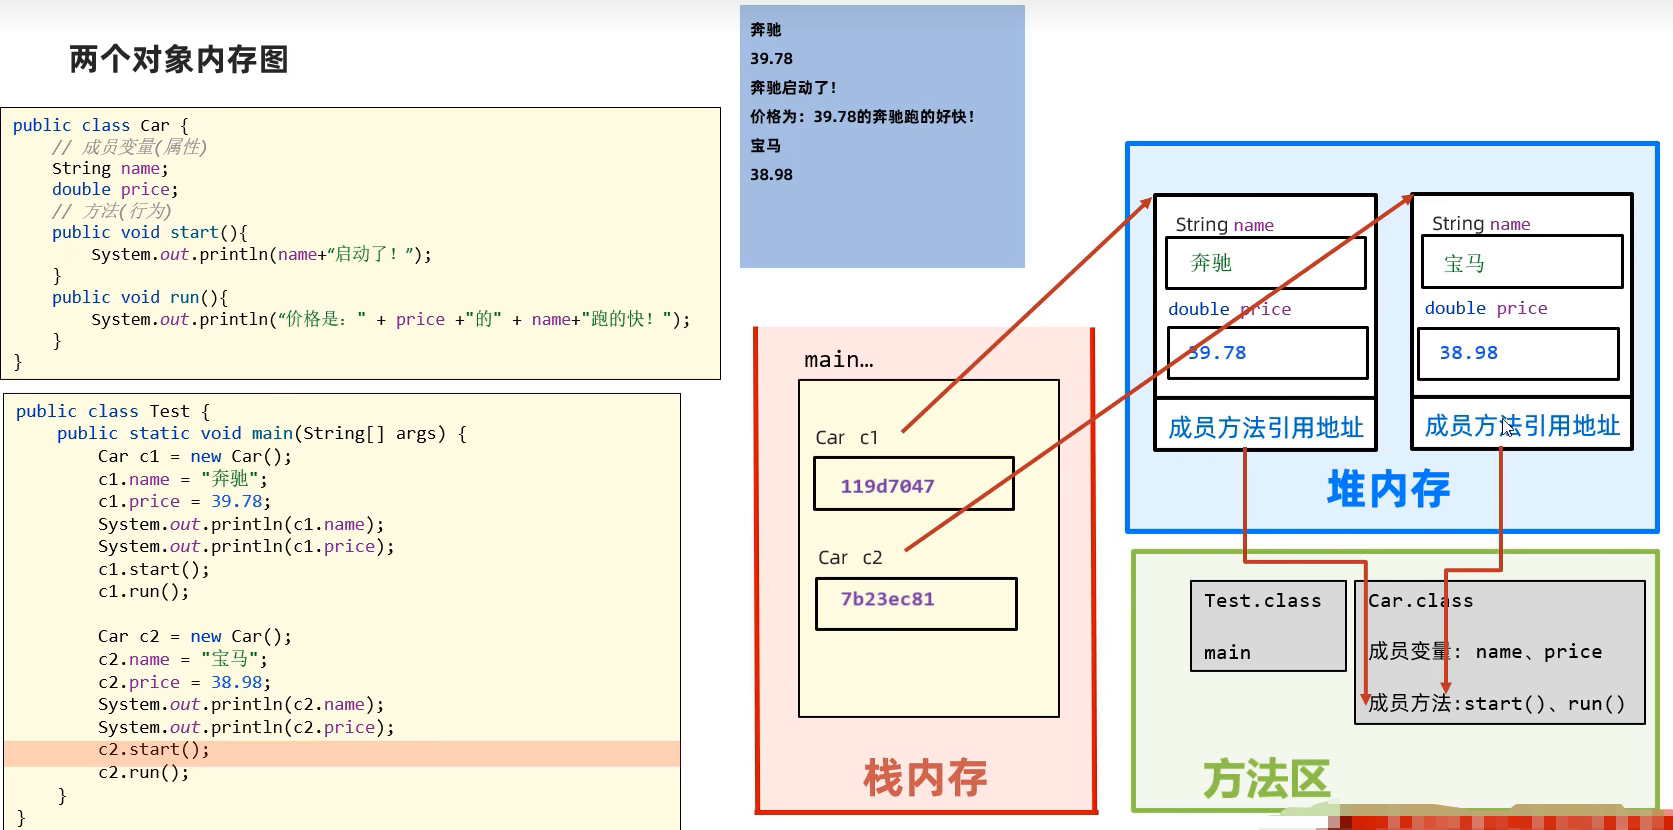 两个对象内存图
public class Car {
// 成员变量(属性)
String name;
double price;
// 方法(行为)
public void start(){
System.out.println(name+“启动了！”);
}
public void run(){
System.out.println(“价格是：" + price +"的" + name+"跑的快！");
}
}
public class Test {
public static void main(String[] args) {
Car c1 = new Car();
c1.name = "奔驰";
c1.price = 39.78;
System.out.println(c1.name);
System.out.println(c1.price);
c1.start();
c1.run();
Car c2 = new Car();
c2.name = "宝马";
c2.price = 38.98;
System.out.println(c2.name);
System.out.println(c2.price);
c2.start();
c2.run();
}
}
奔驰
39.78
奔驰启动了！
价格为：39.78的奔驰跑的好快！
宝马
38.98
main…
Car c1
119d7047
Car c2
7b23ec81
栈内存
String name
奔驰
double price
39.78
成员方法引用地址
String name
宝马
double price
38.98
成员方法引用地址
堆内存
Test.class
main
Car.class
成员变量: name、price
成员方法:start()、run()
方法区